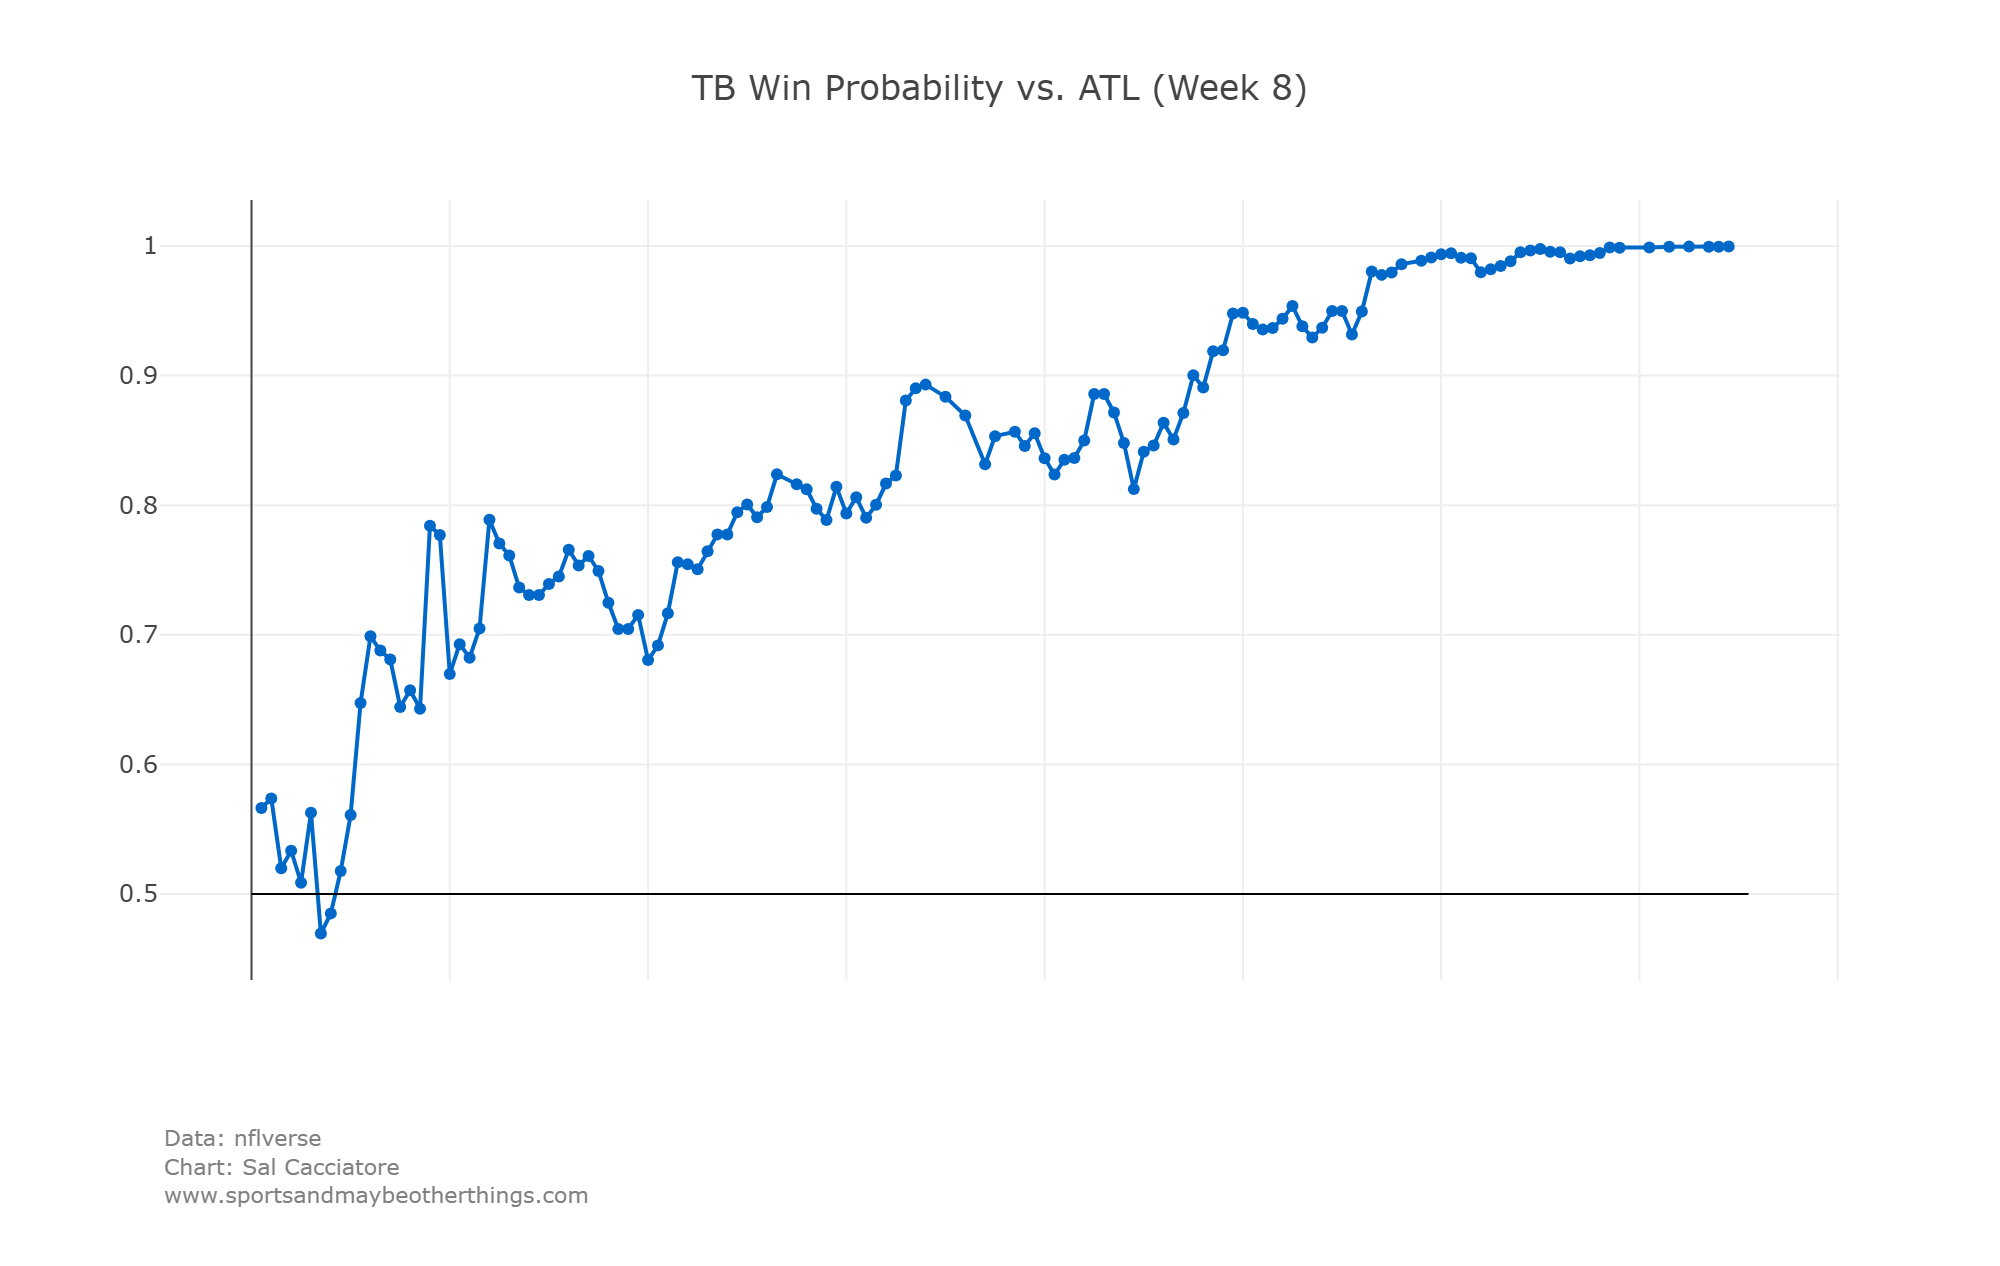 TB Win Probability vs. ATL (Week 8)
1
0.9
0.8
0.7
0.6
0.5
Data: nflverse
Chart: Sal Cacciatore
www.sportsandmaybeotherthings.com